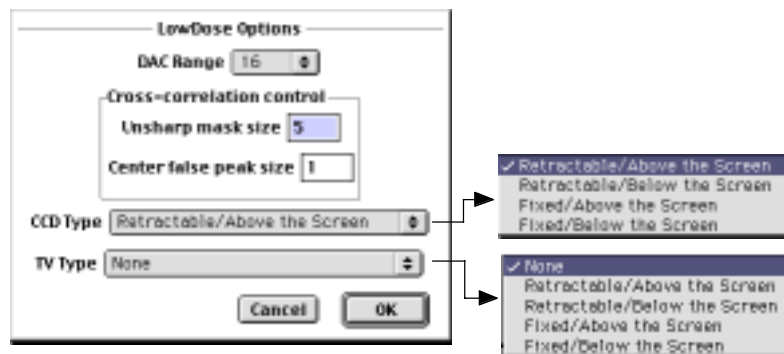 LowDose Options
DAC Range 16
Cross-correlation control
Unsharp mask size 5
Center false peak size 1
CCD Type Retractable/Above the Screen
TV Type None
Cancel OK
✓ Retractable/Above the Screen
Retractable/Below the Screen
Fixed/Above the Screen
Fixed/Below the Screen
✓ None
Retractable/Above the Screen
Retractable/Below the Screen
Fixed/Above the Screen
Fixed/Below the Screen